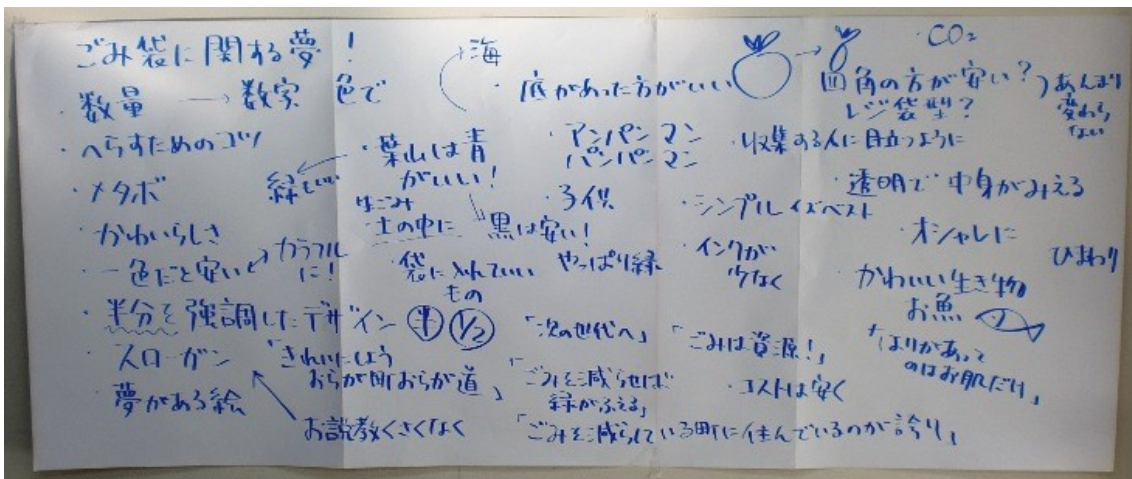 ごみ袋に関する夢！
・数量 → 数字 色で
・へらすためのコツ
・メタボ
・かわいらしさ
・一色だと安い ↔ カラフルに！
・半分を強調したデザイン 半 1/2
・スローガン
「きれいにしよう
おらが町おらが道」
・夢がある絵
お説教くさくなく
海
・葉山は青
がいい！
緑もいい
黒は安い！
生ごみ
土の中に
・袋に入れていい
もの
・底があった方がいい
・アンパンマン
パンパンマン
・子供
やっぱり緑
「次の世代へ」
「ごみを減らせば
緑がふえる」
「ごみを減らしている町に住んでいるのが誇り」
・CO2
四角の方が安い？
レジ袋型？
あんまり
変わら
ない
・収集する人に目立つように
・シンプルイズベスト
・インクが
少なく
「ごみは資源！」
・コストは安く
・透明で中身がみえる
・オシャレに
ひまわり
かわいい生き物
お魚
「はりがあって
のはお肌だけ」